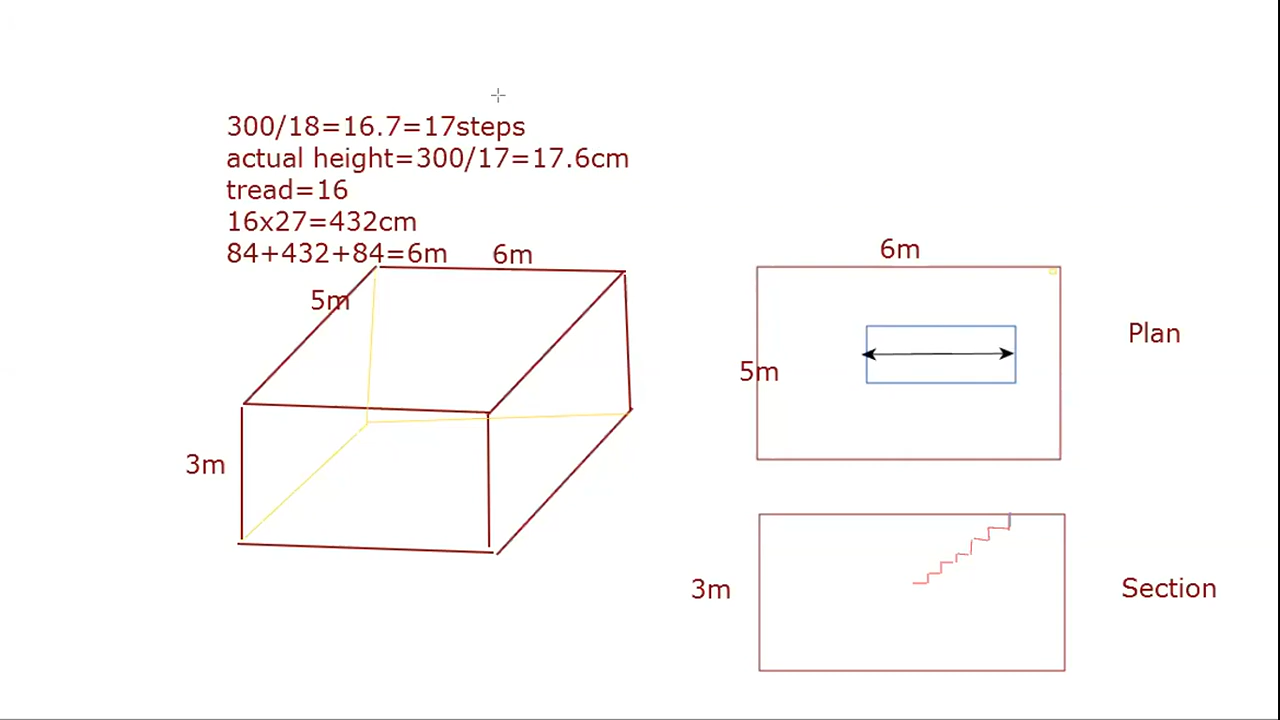 300/18=16.7=17steps
actual height=300/17=17.6cm
tread=16
16x27=432cm
84+432+84=6m
6m
5m
3m
6m
5m
Plan
3m
Section